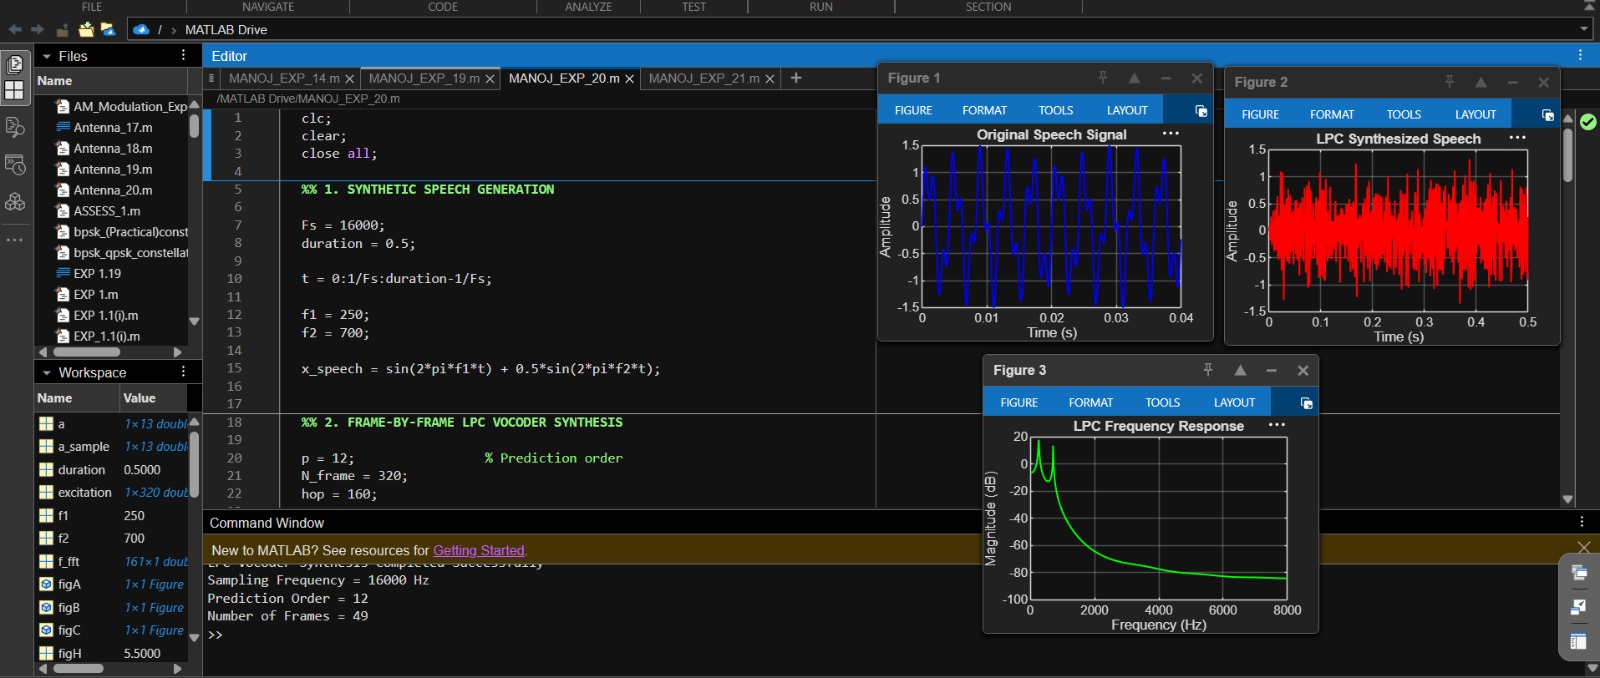 FILE NAVIGATE CODE ANALYZE TEST RUN SECTION
/ > MATLAB Drive
Files
Name
AM_Modulation_Exp
Antenna_17.m
Antenna_18.m
Antenna_19.m
Antenna_20.m
ASSESS_1.m
bpsk_(Practical)const
bpsk_qpsk_constellat
EXP 1.19
EXP 1.m
EXP 1.1(i).m
EXP_1.1(i).m
Workspace
Name Value
a 1×13 doubl
a_sample 1×13 doubl
duration 0.5000
excitation 1×320 doub
f1 250
f2 700
f_fft 161×1 doub
figA 1×1 Figure
figB 1×1 Figure
figC 1×1 Figure
figH 5.5000
Editor
MANOJ_EXP_14.m × MANOJ_EXP_19.m × MANOJ_EXP_20.m × MANOJ_EXP_21.m × +
/MATLAB Drive/MANOJ_EXP_20.m
1 clc;
2 clear;
3 close all;
4
5 %% 1. SYNTHETIC SPEECH GENERATION
6
7 Fs = 16000;
8 duration = 0.5;
9
10 t = 0:1/Fs:duration-1/Fs;
11
12 f1 = 250;
13 f2 = 700;
14
15 x_speech = sin(2*pi*f1*t) + 0.5*sin(2*pi*f2*t);
16
17
18 %% 2. FRAME-BY-FRAME LPC VOCODER SYNTHESIS
19
20 p = 12; % Prediction order
21 N_frame = 320;
22 hop = 160;
Command Window
New to MATLAB? See resources for Getting Started.
LPC Vocoder Synthesis Completed Successfully
Sampling Frequency = 16000 Hz
Prediction Order = 12
Number of Frames = 49
>>
Figure 1
FIGURE FORMAT TOOLS LAYOUT
Original Speech Signal
Amplitude
1.5
1
0.5
0
-0.5
-1
-1.5
0 0.01 0.02 0.03 0.04
Time (s)
Figure 2
FIGURE FORMAT TOOLS LAYOUT
LPC Synthesized Speech
Amplitude
1.5
1
0.5
0
-0.5
-1
-1.5
0 0.1 0.2 0.3 0.4 0.5
Time (s)
Figure 3
FIGURE FORMAT TOOLS LAYOUT
LPC Frequency Response
Magnitude (dB)
20
0
-20
-40
-60
-80
-100
0 2000 4000 6000 8000
Frequency (Hz)